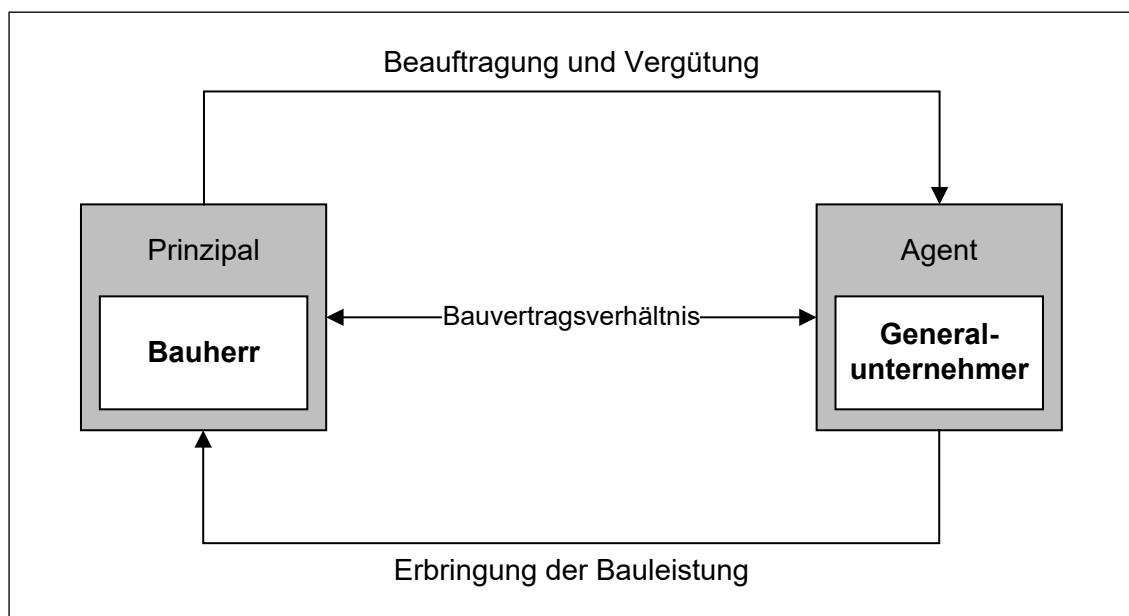 Beauftragung und Vergütung
Prinzipal
Agent
Bauherr
Bauvertragsverhältnis
General-
unternehmer
Erbringung der Bauleistung